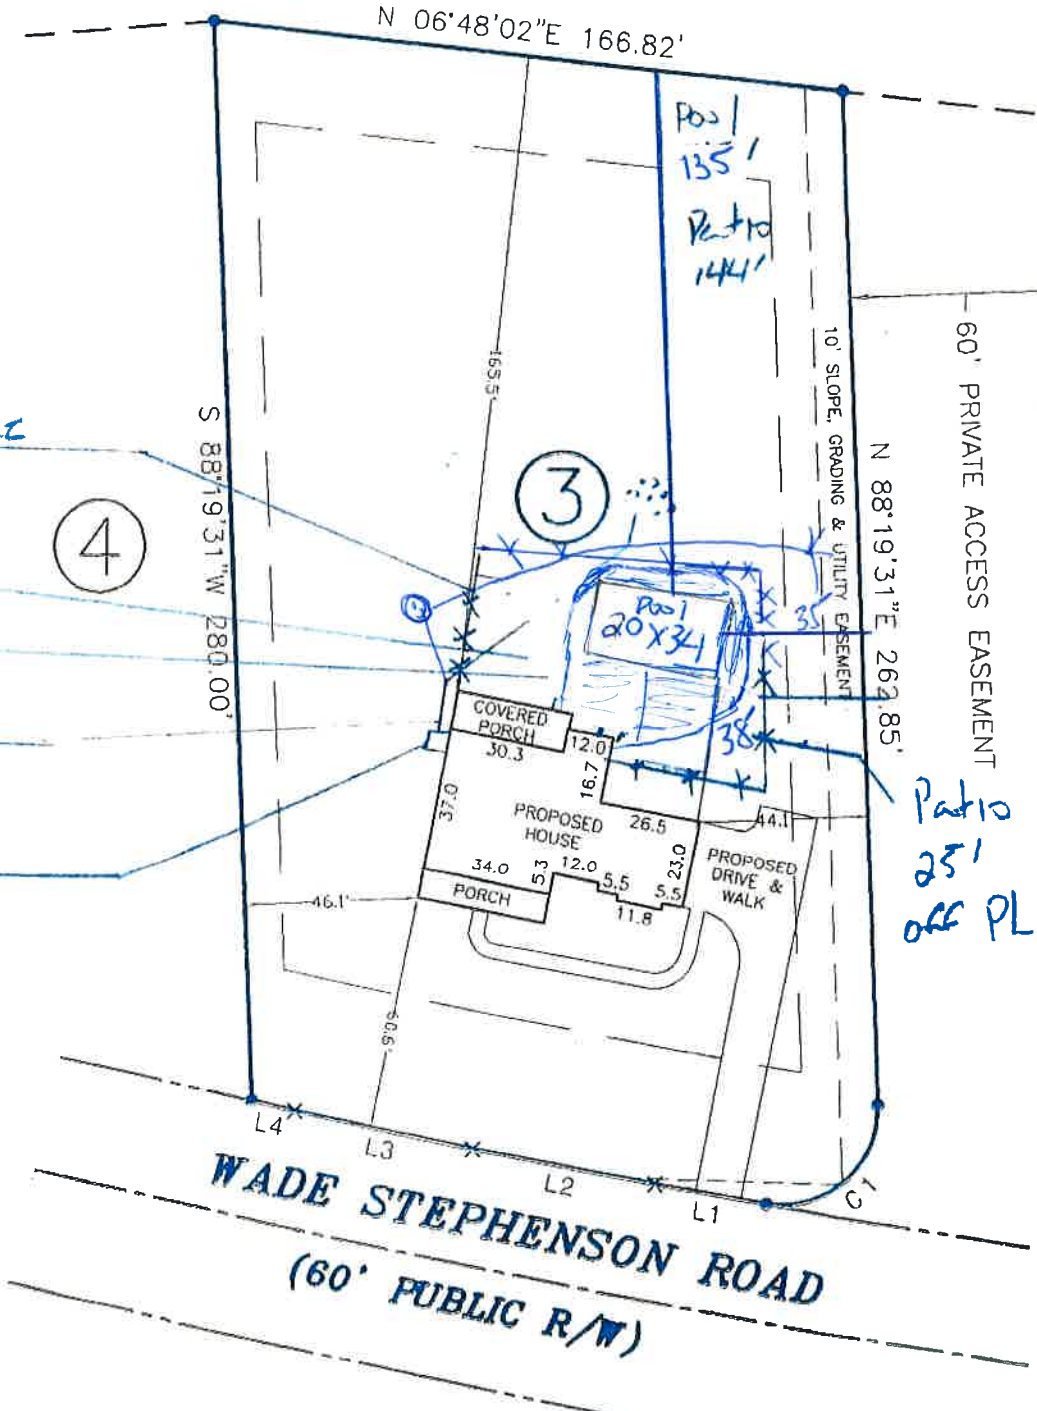 N 06°48'02"E 166.82'
Pool
135'
Patio
144'
165.5'
10' SLOPE, GRADING & UTILITY EASEMENT
60' PRIVATE ACCESS EASEMENT
N 88°19'31"E 262.85'
S 88°19'31"W 280.00'
3
4
Pool
20 X 34
35'
38'
COVERED
PORCH
30.3
12.0
16.7
37.0
PROPOSED
HOUSE
26.5
44.1
23.0
PROPOSED
DRIVE &
WALK
Patio
25'
off PL
34.0
5.3
12.0
5.5
5.5
11.8
PORCH
46.1'
60.6'
L4
L3
L2
L1
C1
WADE STEPHENSON ROAD
(60' PUBLIC R/W)